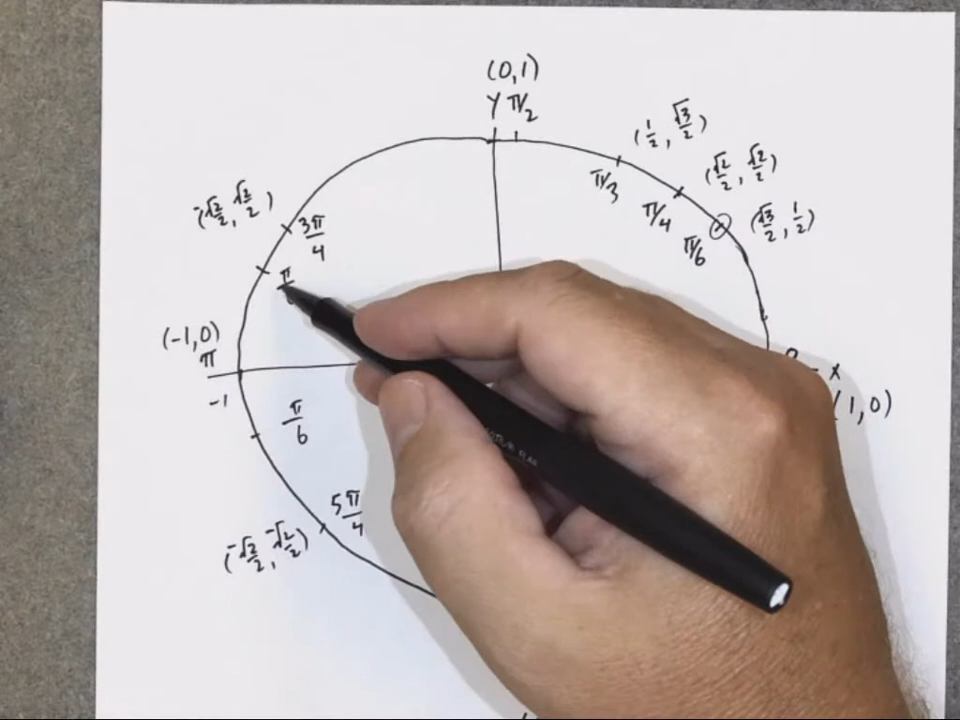 (0,1)
Y π/2
(1/2, √3/2)
π/3
(√2/2, √2/2)
π/4
(√3/2, 1/2)
π/6
-(√2/2, √2/2)
3π/4
π
(-1,0)
π
-1
x
(1,0)
π/6
5π/4
(-√2/2, -√2/2)